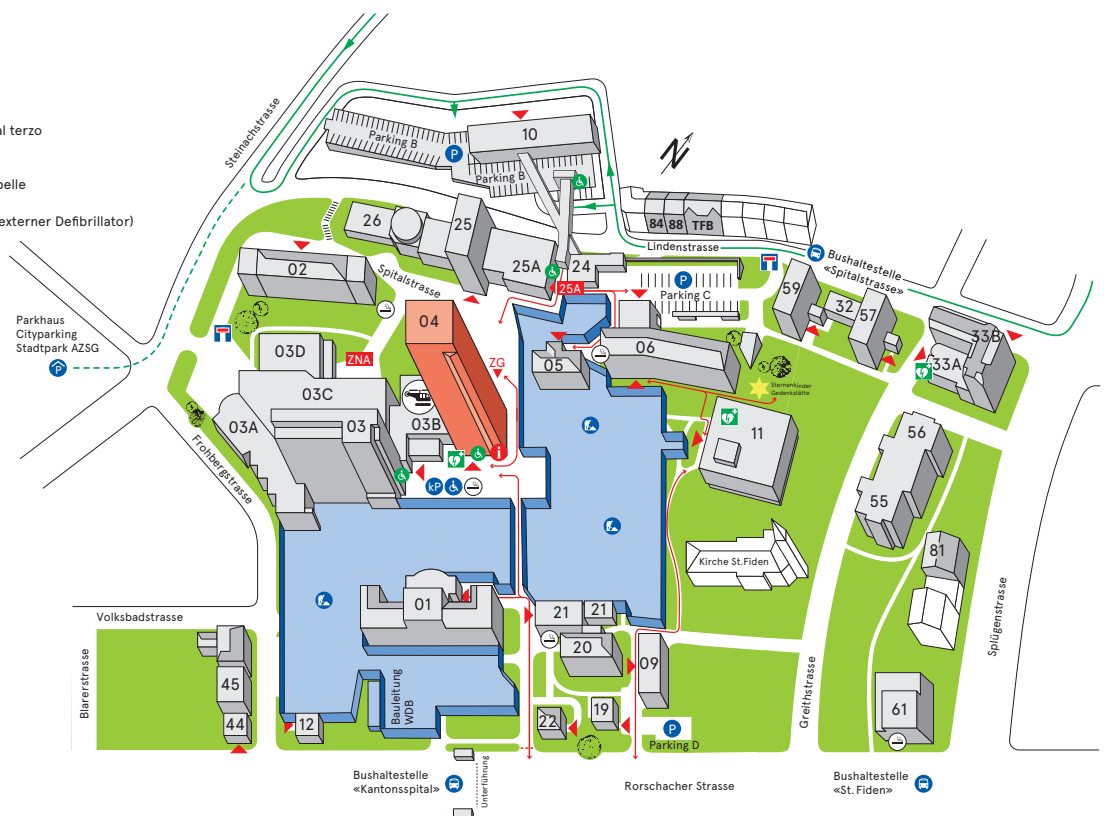 al terzo
elle
externer Defibrillator)
Steinachstrasse
Parking B
P
10
Parking B
N
84 88 TFB
Lindenstrasse
Bushaltestelle
«Spitalstrasse»
26
25
25A
24
25A
P
Parking C
02
Spitalstrasse
59
32
57
33B
33A
Parkhaus
Cityparking
Stadtpark AZSG
P
04
ZNA
ZG
03D
03C
03A
03
03B
05
06
Sternenkinder
Gedenkstätte
11
56
55
i
kP
Frohbergstrasse
Kirche St.Fiden
81
01
21
21
20
09
Volksbadstrasse
Blarerstrasse
45
44
12
Bauleitung
WDB
22
19
P
Parking D
61
Greithstrasse
Splügenstrasse
Bushaltestelle
«Kantonsspital»
Unterführung
Rorschacher Strasse
Bushaltestelle
«St. Fiden»